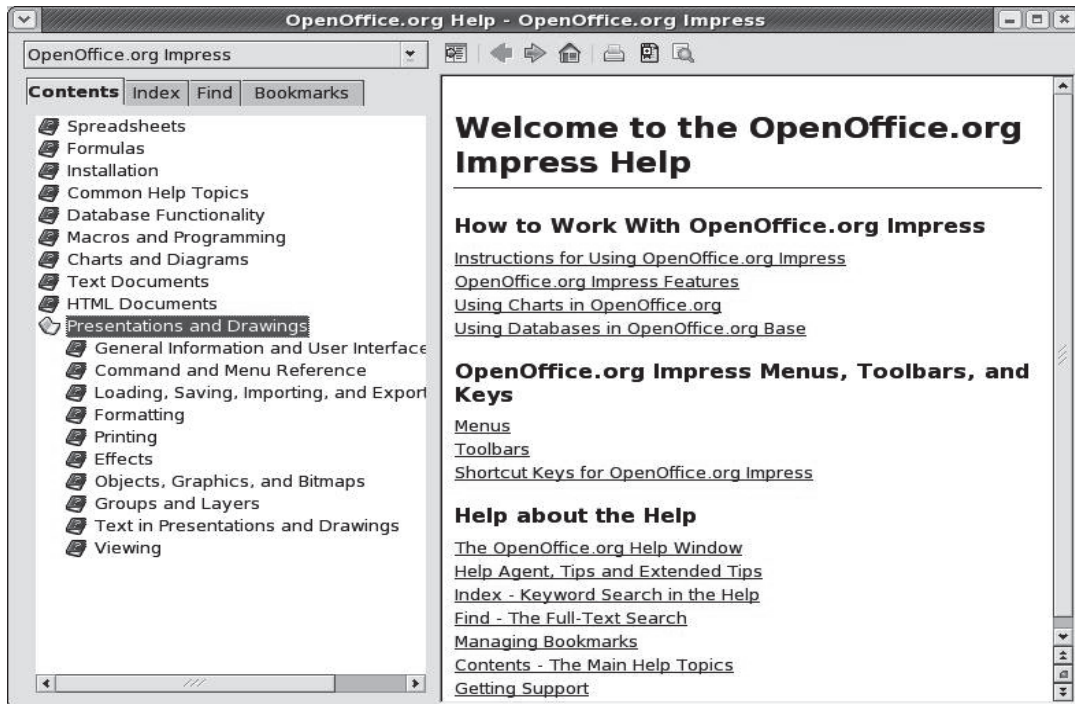 OpenOffice.org Help - OpenOffice.org Impress
OpenOffice.org Impress
Contents Index Find Bookmarks
Spreadsheets
Formulas
Installation
Common Help Topics
Database Functionality
Macros and Programming
Charts and Diagrams
Text Documents
HTML Documents
Presentations and Drawings
General Information and User Interface
Command and Menu Reference
Loading, Saving, Importing, and Export
Formatting
Printing
Effects
Objects, Graphics, and Bitmaps
Groups and Layers
Text in Presentations and Drawings
Viewing
Welcome to the OpenOffice.org
Impress Help
How to Work With OpenOffice.org Impress
Instructions for Using OpenOffice.org Impress
OpenOffice.org Impress Features
Using Charts in OpenOffice.org
Using Databases in OpenOffice.org Base
OpenOffice.org Impress Menus, Toolbars, and
Keys
Menus
Toolbars
Shortcut Keys for OpenOffice.org Impress
Help about the Help
The OpenOffice.org Help Window
Help Agent, Tips and Extended Tips
Index - Keyword Search in the Help
Find - The Full-Text Search
Managing Bookmarks
Contents - The Main Help Topics
Getting Support